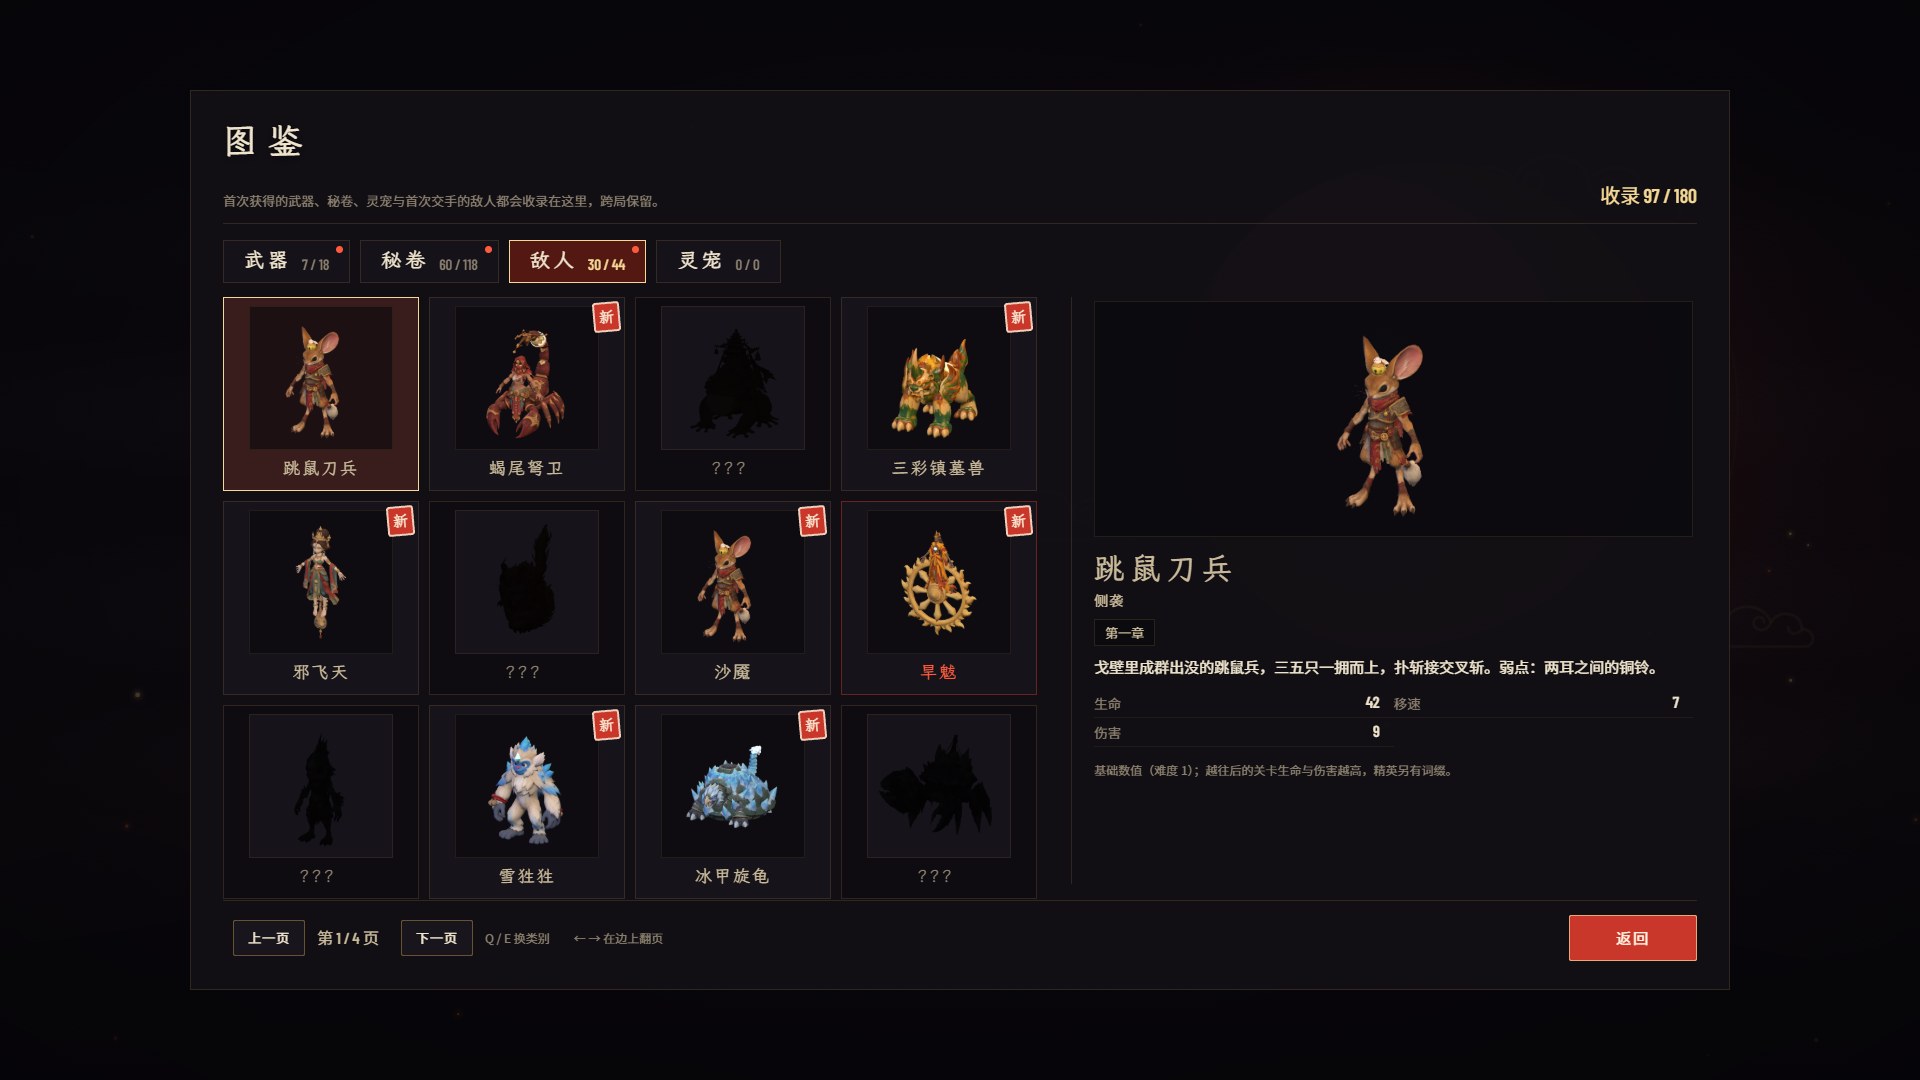 图鉴
首次获得的武器、秘卷、灵宠与首次交手的敌人都会收录在这里，跨局保留。
收录 97 / 180
武器 7 / 18
秘卷 60 / 118
敌人 30 / 44
灵宠 0 / 0
跳鼠刀兵
新
蝎尾弩卫
???
新
三彩镇墓兽
新
邪飞天
???
新
沙魇
新
旱魃
???
新
雪狌狌
新
冰甲旋龟
???
跳鼠刀兵
侧袭
第一章
戈壁里成群出没的跳鼠兵，三五只一拥而上，扑斩接交叉斩。弱点：两耳之间的铜铃。
生命 42 移速 7
伤害 9
基础数值（难度 1）；越往后的关卡生命与伤害越高，精英另有词缀。
上一页 第 1 / 4 页 下一页 Q / E 换类别 ←→ 在边上翻页
返回